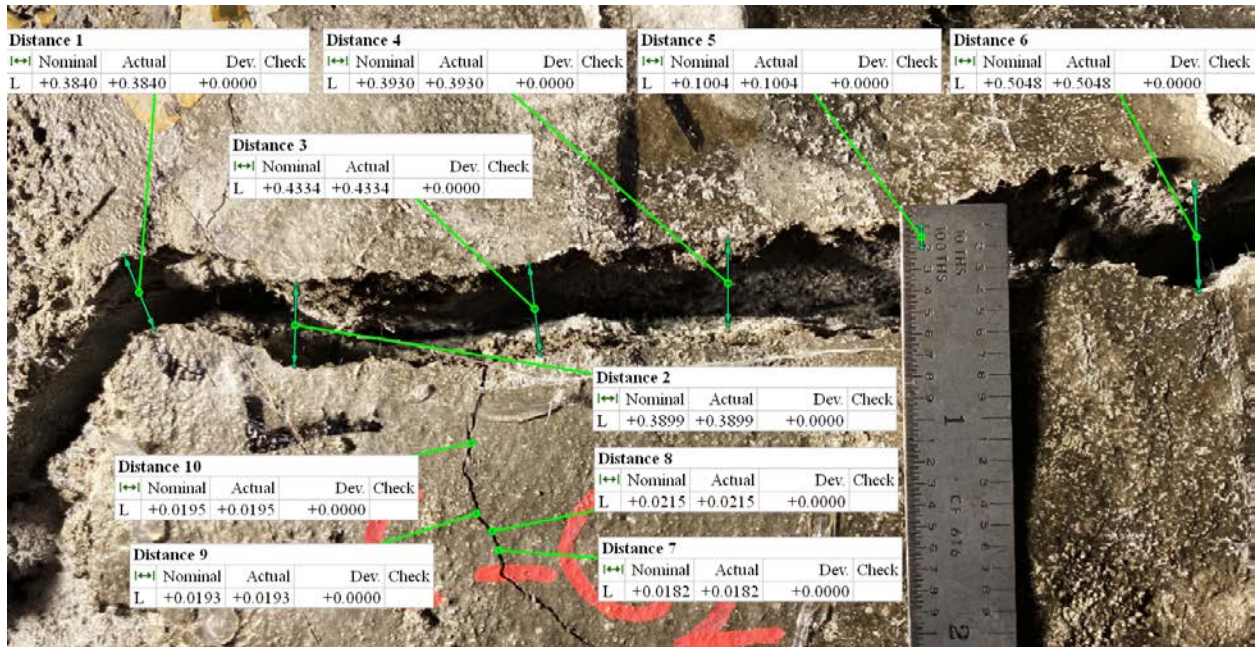 Distance 1
Nominal Actual Dev. Check
L +0.3840 +0.3840 +0.0000
Distance 4
Nominal Actual Dev. Check
L +0.3930 +0.3930 +0.0000
Distance 5
Nominal Actual Dev. Check
L +0.1004 +0.1004 +0.0000
Distance 6
Nominal Actual Dev. Check
L +0.5048 +0.5048 +0.0000
Distance 3
Nominal Actual Dev. Check
L +0.4334 +0.4334 +0.0000
Distance 2
Nominal Actual Dev. Check
L +0.3899 +0.3899 +0.0000
Distance 10
Nominal Actual Dev. Check
L +0.0195 +0.0195 +0.0000
Distance 8
Nominal Actual Dev. Check
L +0.0215 +0.0215 +0.0000
Distance 9
Nominal Actual Dev. Check
L +0.0193 +0.0193 +0.0000
Distance 7
Nominal Actual Dev. Check
L +0.0182 +0.0182 +0.0000
10THS
100THS
1
CF 616
2